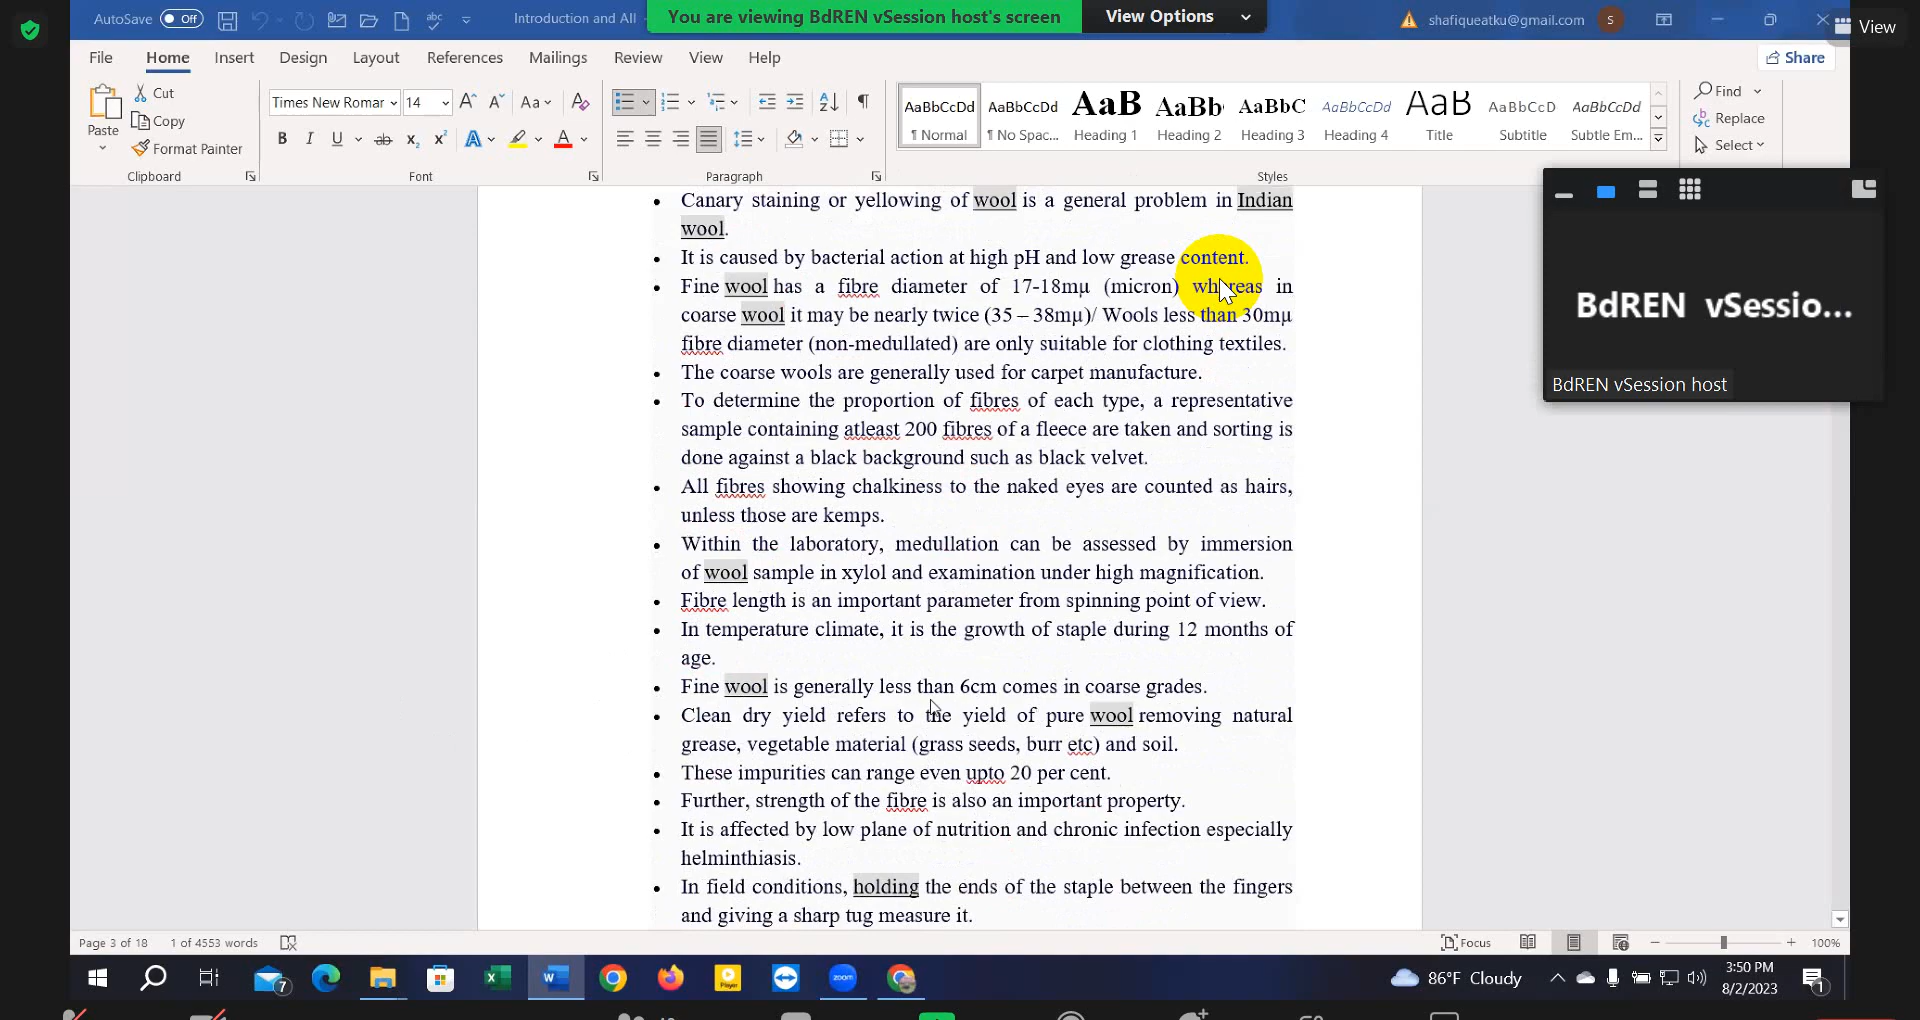 AutoSave Off Introduction and All - You are viewing BdREN vSession host's screen View Options shafiqueatku@gmail.com S View
File Home Insert Design Layout References Mailings Review View Help Share
Paste Cut Copy Format Painter
Times New Romar 14 Aa
B I U ab x₂ x² A A
AaBbCcDd AaBbCcDd AaB AaBb AaBbC AaBbCcDd AaB AaBbCcD AaBbCcDd
¶ Normal ¶ No Spac... Heading 1 Heading 2 Heading 3 Heading 4 Title Subtitle Subtle Em...
Find
Replace
Select
Clipboard Font Paragraph Styles
• Canary staining or yellowing of wool is a general problem in Indian
wool.
• It is caused by bacterial action at high pH and low grease content.
• Fine wool has a fibre diameter of 17-18mµ (micron) whereas in
coarse wool it may be nearly twice (35 – 38mµ)/ Wools less than 30mµ
fibre diameter (non-medullated) are only suitable for clothing textiles.
• The coarse wools are generally used for carpet manufacture.
• To determine the proportion of fibres of each type, a representative
sample containing atleast 200 fibres of a fleece are taken and sorting is
done against a black background such as black velvet.
• All fibres showing chalkiness to the naked eyes are counted as hairs,
unless those are kemps.
• Within the laboratory, medullation can be assessed by immersion
of wool sample in xylol and examination under high magnification.
• Fibre length is an important parameter from spinning point of view.
• In temperature climate, it is the growth of staple during 12 months of
age.
• Fine wool is generally less than 6cm comes in coarse grades.
• Clean dry yield refers to the yield of pure wool removing natural
grease, vegetable material (grass seeds, burr etc) and soil.
• These impurities can range even upto 20 per cent.
• Further, strength of the fibre is also an important property.
• It is affected by low plane of nutrition and chronic infection especially
helminthiasis.
• In field conditions, holding the ends of the staple between the fingers
and giving a sharp tug measure it.
BdREN vSessio...
BdREN vSession host
Page 3 of 18 1 of 4553 words Focus 100%
7 Player zoom 86°F Cloudy 3:50 PM
8/2/2023 1